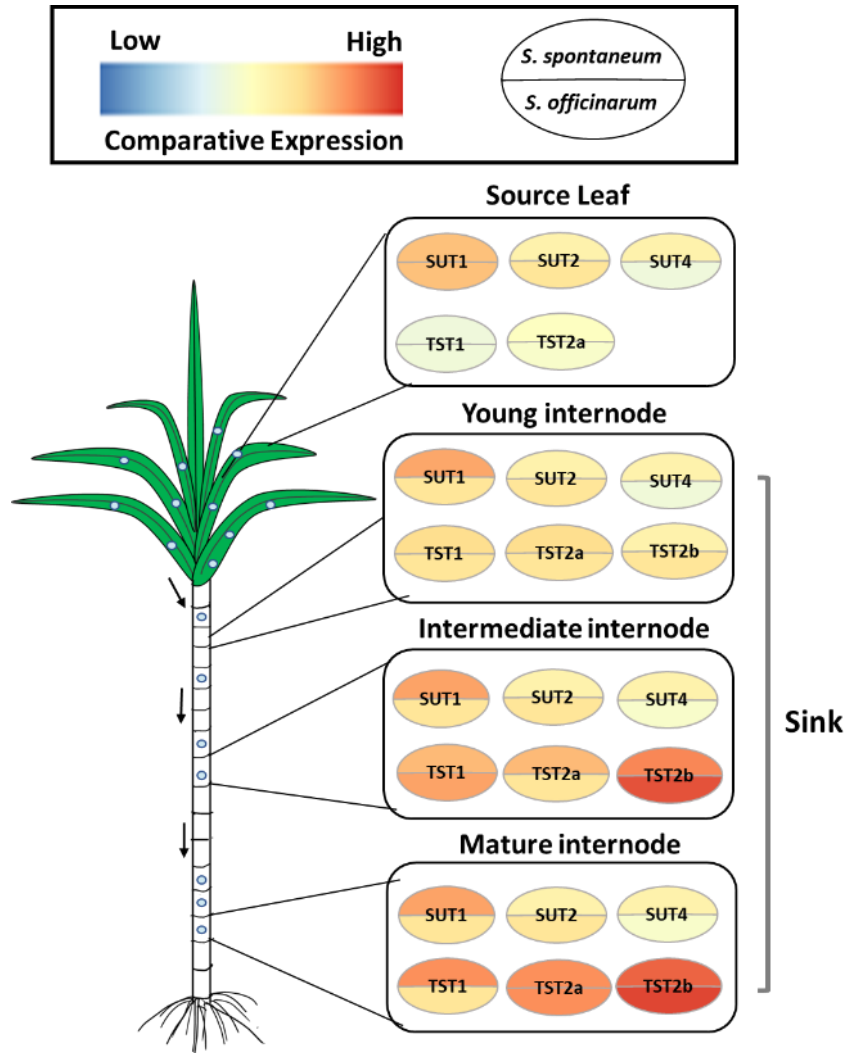 Low High
Comparative Expression
S. spontaneum
S. officinarum
Source Leaf
SUT1 SUT2 SUT4
TST1 TST2a
Young internode
SUT1 SUT2 SUT4
TST1 TST2a TST2b
Intermediate internode
SUT1 SUT2 SUT4
TST1 TST2a TST2b
Mature internode
SUT1 SUT2 SUT4
TST1 TST2a TST2b
Sink